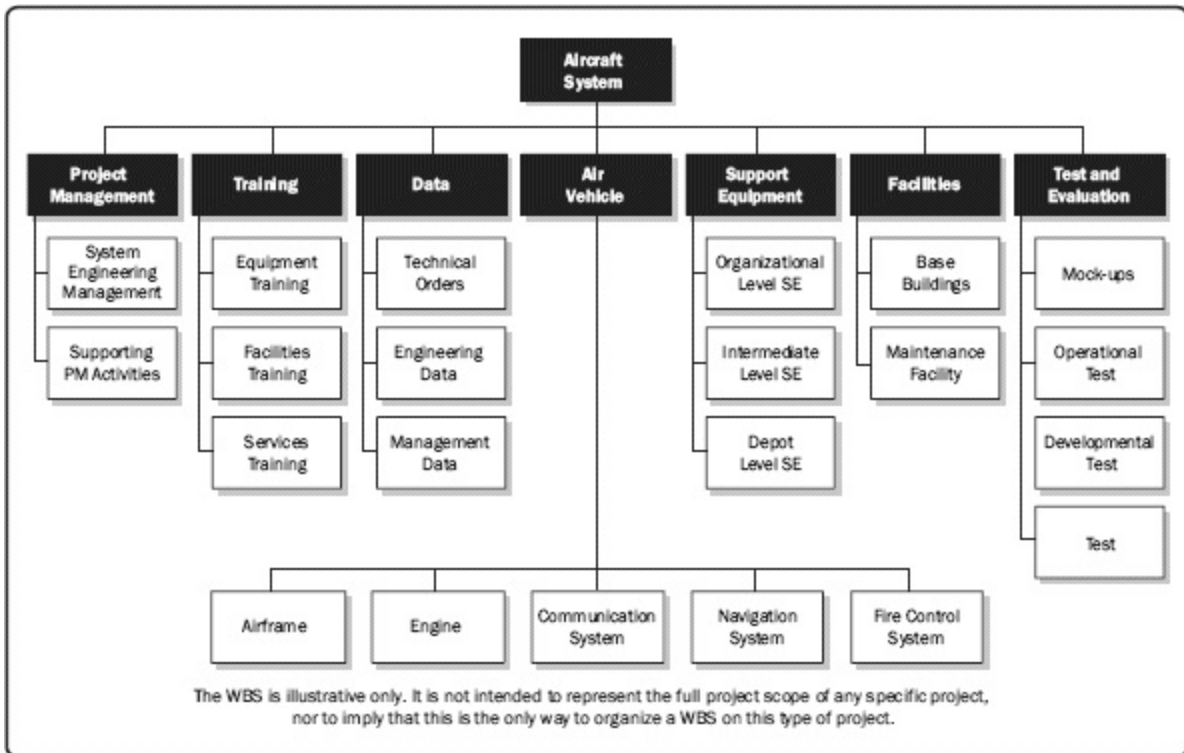 Aircraft
System
Project
Management
Training
Data
Air
Vehicle
Support
Equipment
Facilities
Test and
Evaluation
System
Engineering
Management
Supporting
PM Activities
Equipment
Training
Facilities
Training
Services
Training
Technical
Orders
Engineering
Data
Management
Data
Organizational
Level SE
Intermediate
Level SE
Depot
Level SE
Base
Buildings
Maintenance
Facility
Mock-ups
Operational
Test
Developmental
Test
Test
Airframe
Engine
Communication
System
Navigation
System
Fire Control
System
The WBS is illustrative only. It is not intended to represent the full project scope of any specific project,
nor to imply that this is the only way to organize a WBS on this type of project.